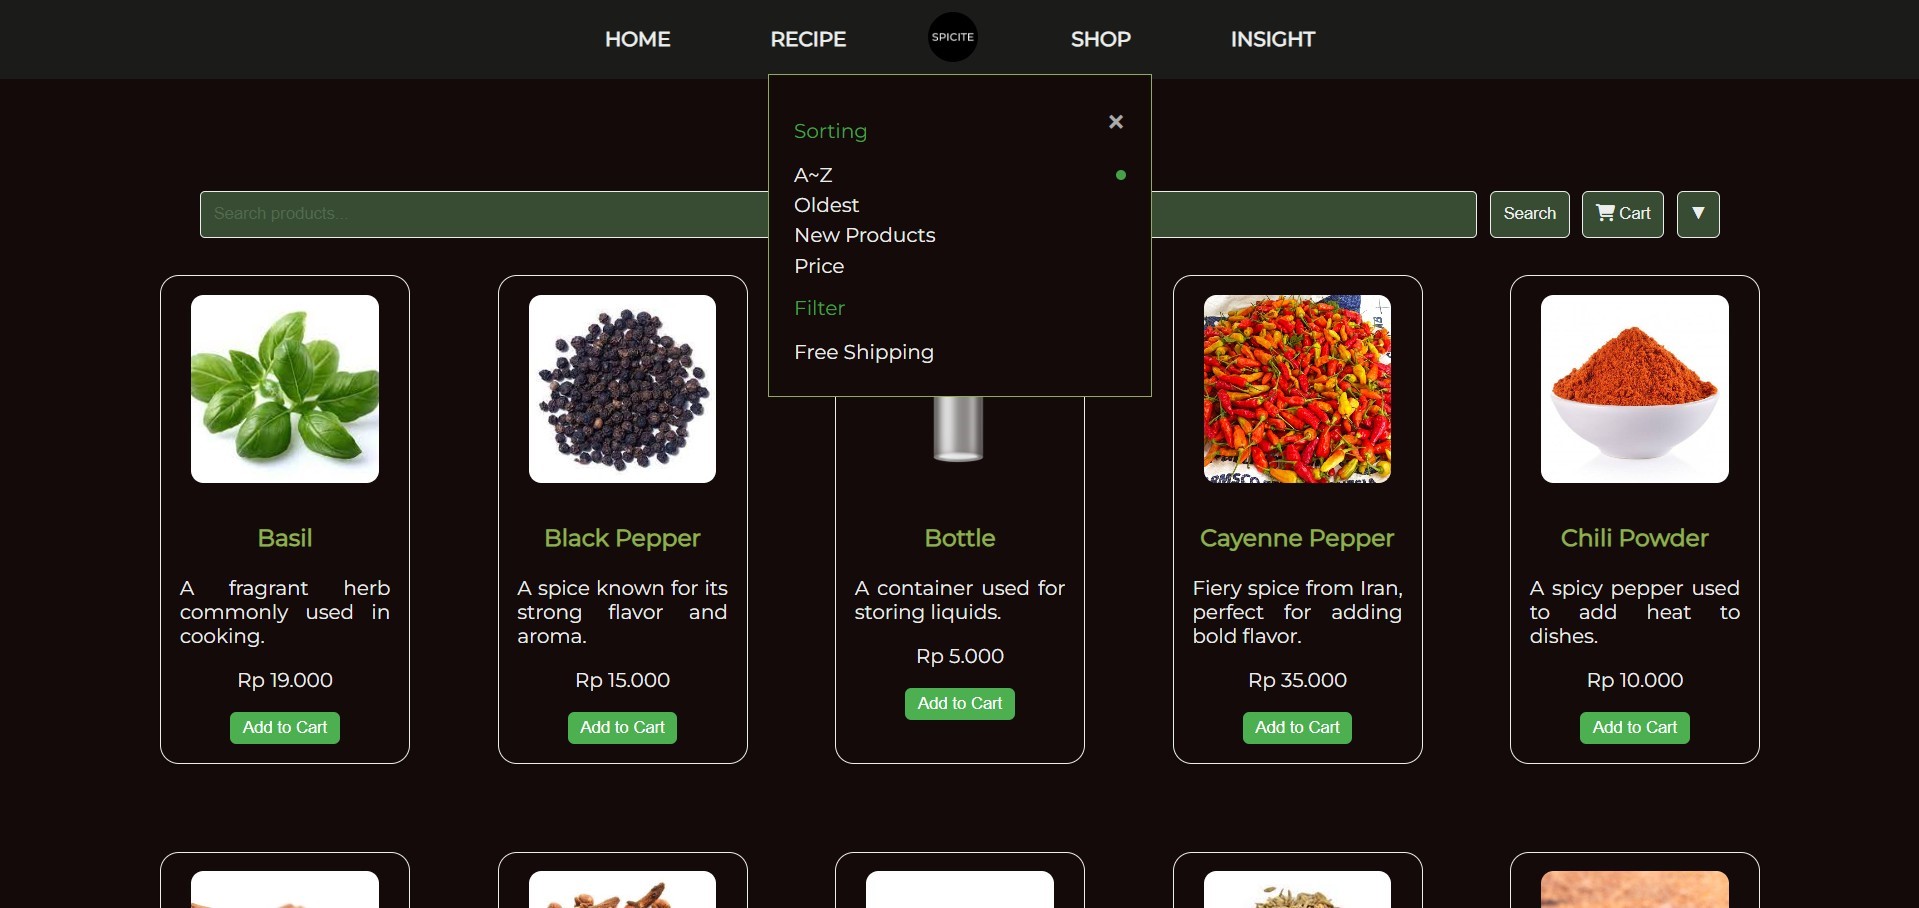 HOME
RECIPE
SPICITE
SHOP
INSIGHT
Sorting
×
A~Z
Oldest
New Products
Price
Filter
Free Shipping
Search products...
Search
Cart
▼
Basil
A fragrant herb
commonly used in
cooking.
Rp 19.000
Add to Cart
Black Pepper
A spice known for its
strong flavor and
aroma.
Rp 15.000
Add to Cart
Bottle
A container used for
storing liquids.
Rp 5.000
Add to Cart
Cayenne Pepper
Fiery spice from Iran,
perfect for adding
bold flavor.
Rp 35.000
Add to Cart
Chili Powder
A spicy pepper used
to add heat to
dishes.
Rp 10.000
Add to Cart